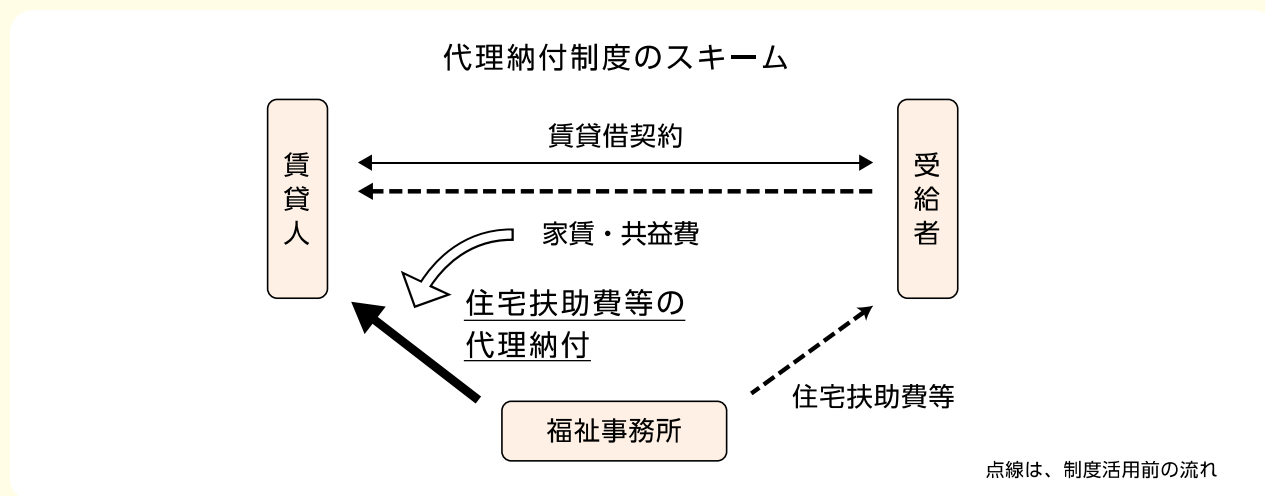 代理納付制度のスキーム
賃貸借契約
賃貸人
受給者
家賃・共益費
住宅扶助費等の
代理納付
住宅扶助費等
福祉事務所
点線は、制度活用前の流れ